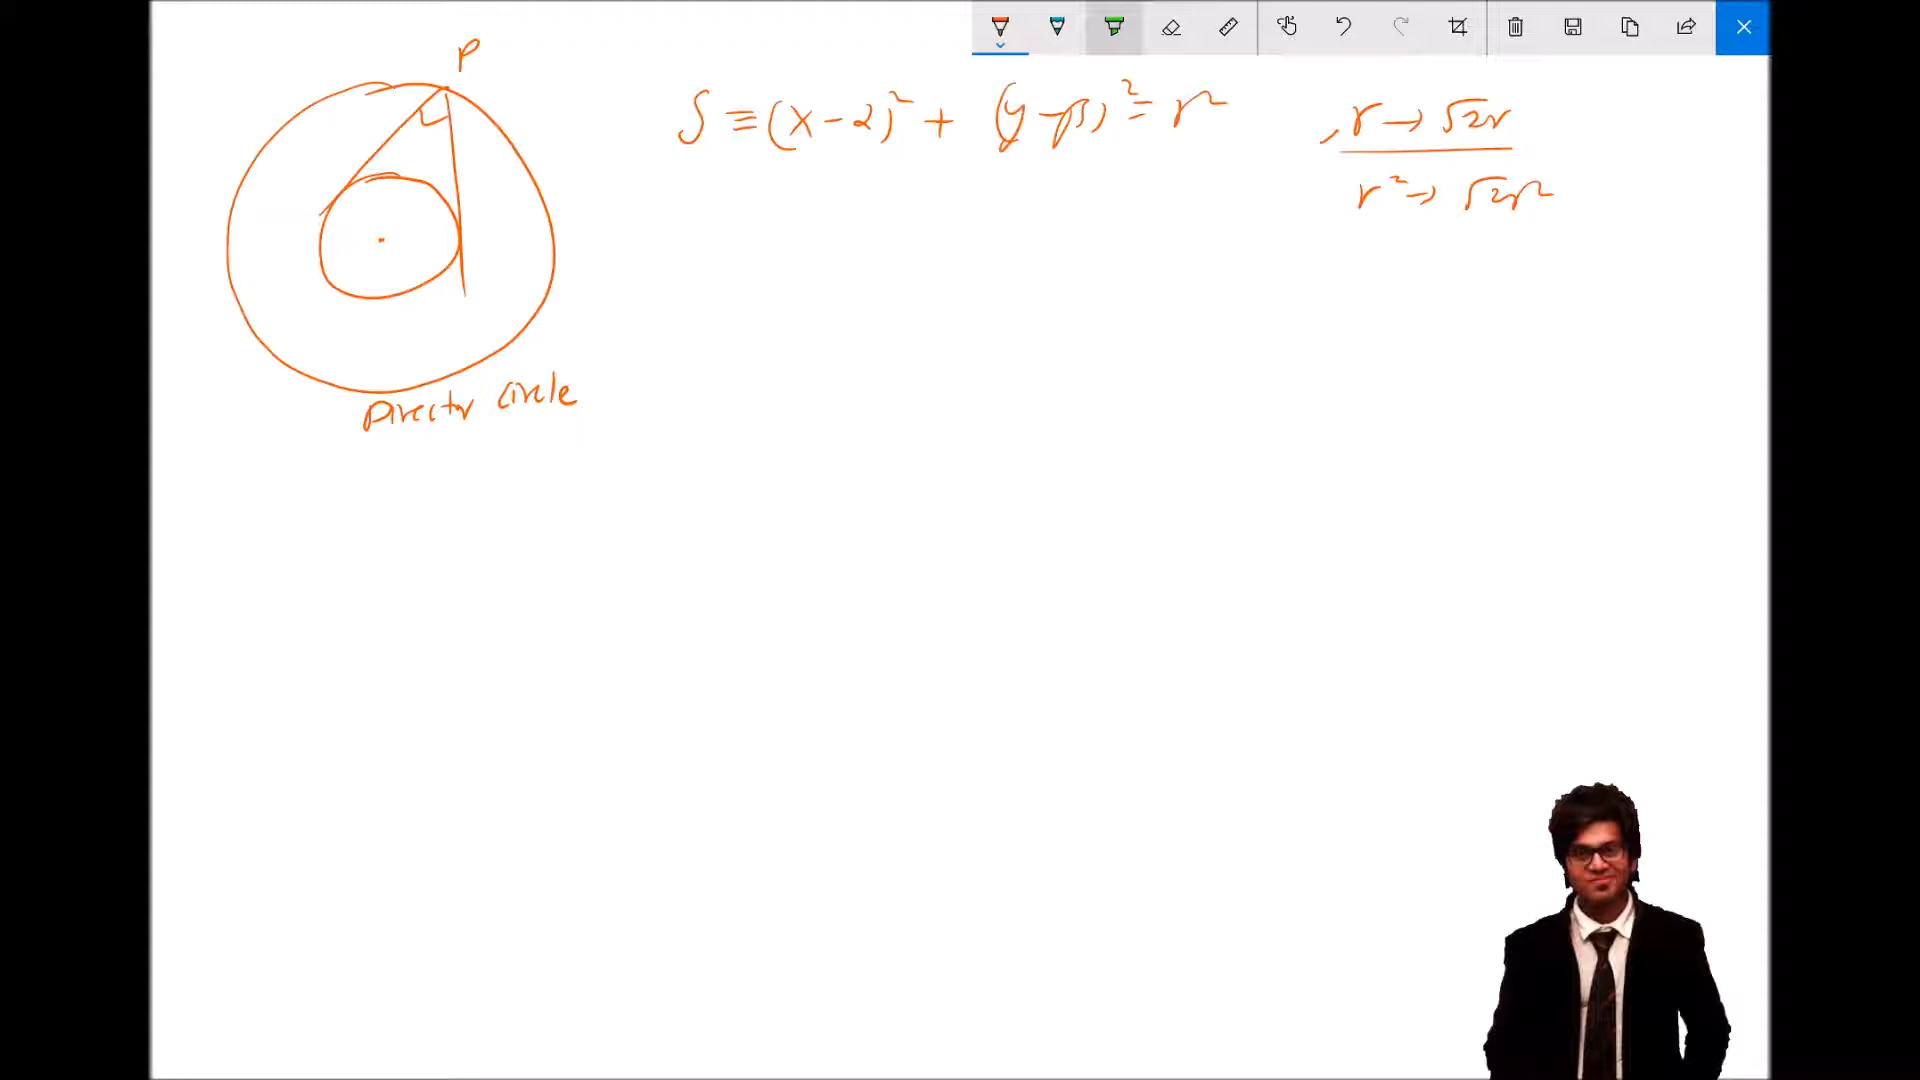 P
S ≡ (x-α)² + (y-β)² = r² , r → √2r
r² → √2r²
Director circle